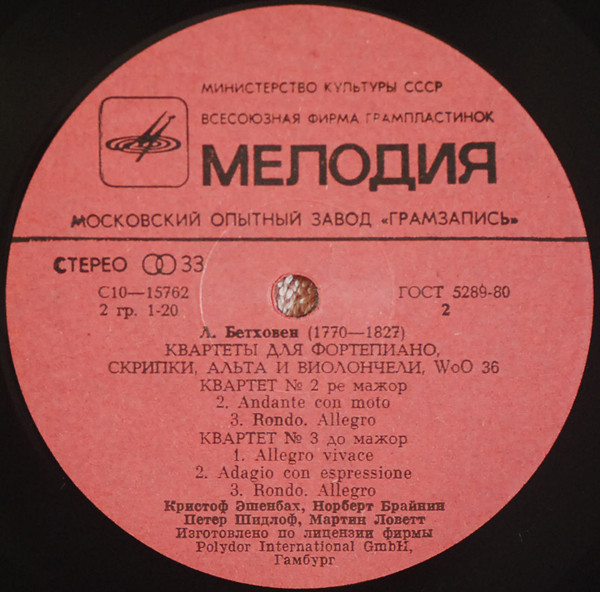 МИНИСТЕРСТВО КУЛЬТУРЫ СССР
ВСЕСОЮЗНАЯ ФИРМА ГРАМПЛАСТИНОК
МЕЛОДИЯ
МОСКОВСКИЙ ОПЫТНЫЙ ЗАВОД «ГРАМЗАПИСЬ»
СТЕРЕО 33
С10—15762
ГОСТ 5289-80
2 гр. 1-20
2
Л. Бетховен (1770—1827)
КВАРТЕТЫ ДЛЯ ФОРТЕПИАНО,
СКРИПКИ, АЛЬТА И ВИОЛОНЧЕЛИ, WoO 36
КВАРТЕТ № 2 ре мажор
2. Andante con moto
3. Rondo. Allegro
КВАРТЕТ № 3 до мажор
1. Allegro vivace
2. Adagio con espressione
3. Rondo. Allegro
Кристоф Эшенбах, Норберт Брайнин
Петер Шидлоф, Мартин Ловетт
Изготовлено по лицензии фирмы
Polydor International GmbH,
Гамбург